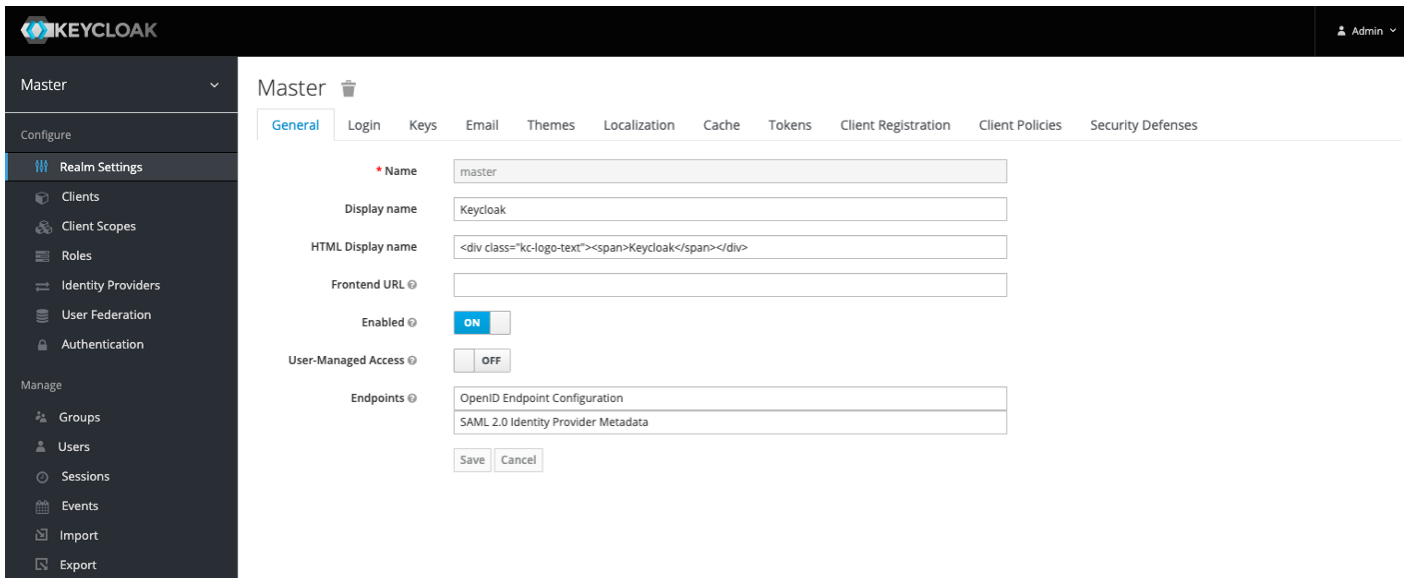 KEYCLOAK
Admin
Master
Configure
Realm Settings
Clients
Client Scopes
Roles
Identity Providers
User Federation
Authentication
Manage
Groups
Users
Sessions
Events
Import
Export
Master
General Login Keys Email Themes Localization Cache Tokens Client Registration Client Policies Security Defenses
* Name master
Display name Keycloak
HTML Display name <div class="kc-logo-text"><span>Keycloak</span></div>
Frontend URL
Enabled ON
User-Managed Access OFF
Endpoints OpenID Endpoint Configuration
SAML 2.0 Identity Provider Metadata
Save Cancel